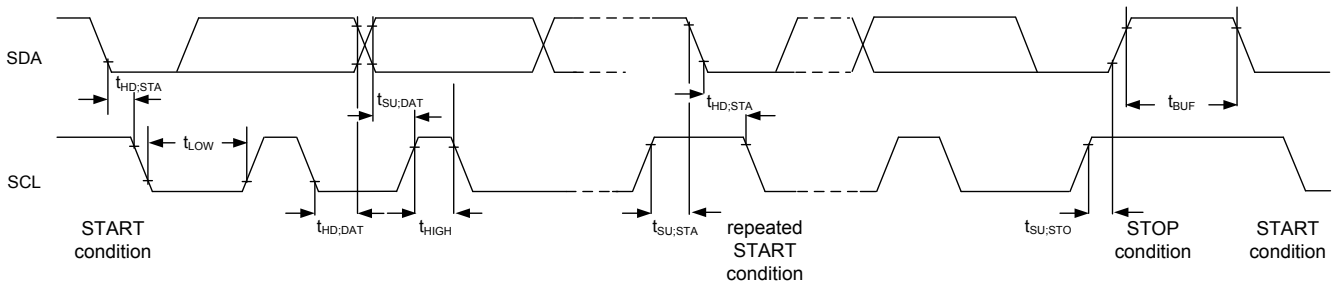 SDA
tHD;STA
tSU;DAT
tHD;STA
tBUF
tLOW
SCL
START
condition
tHD;DAT
tHIGH
tSU;STA
repeated
START
condition
tSU;STO
STOP
condition
START
condition